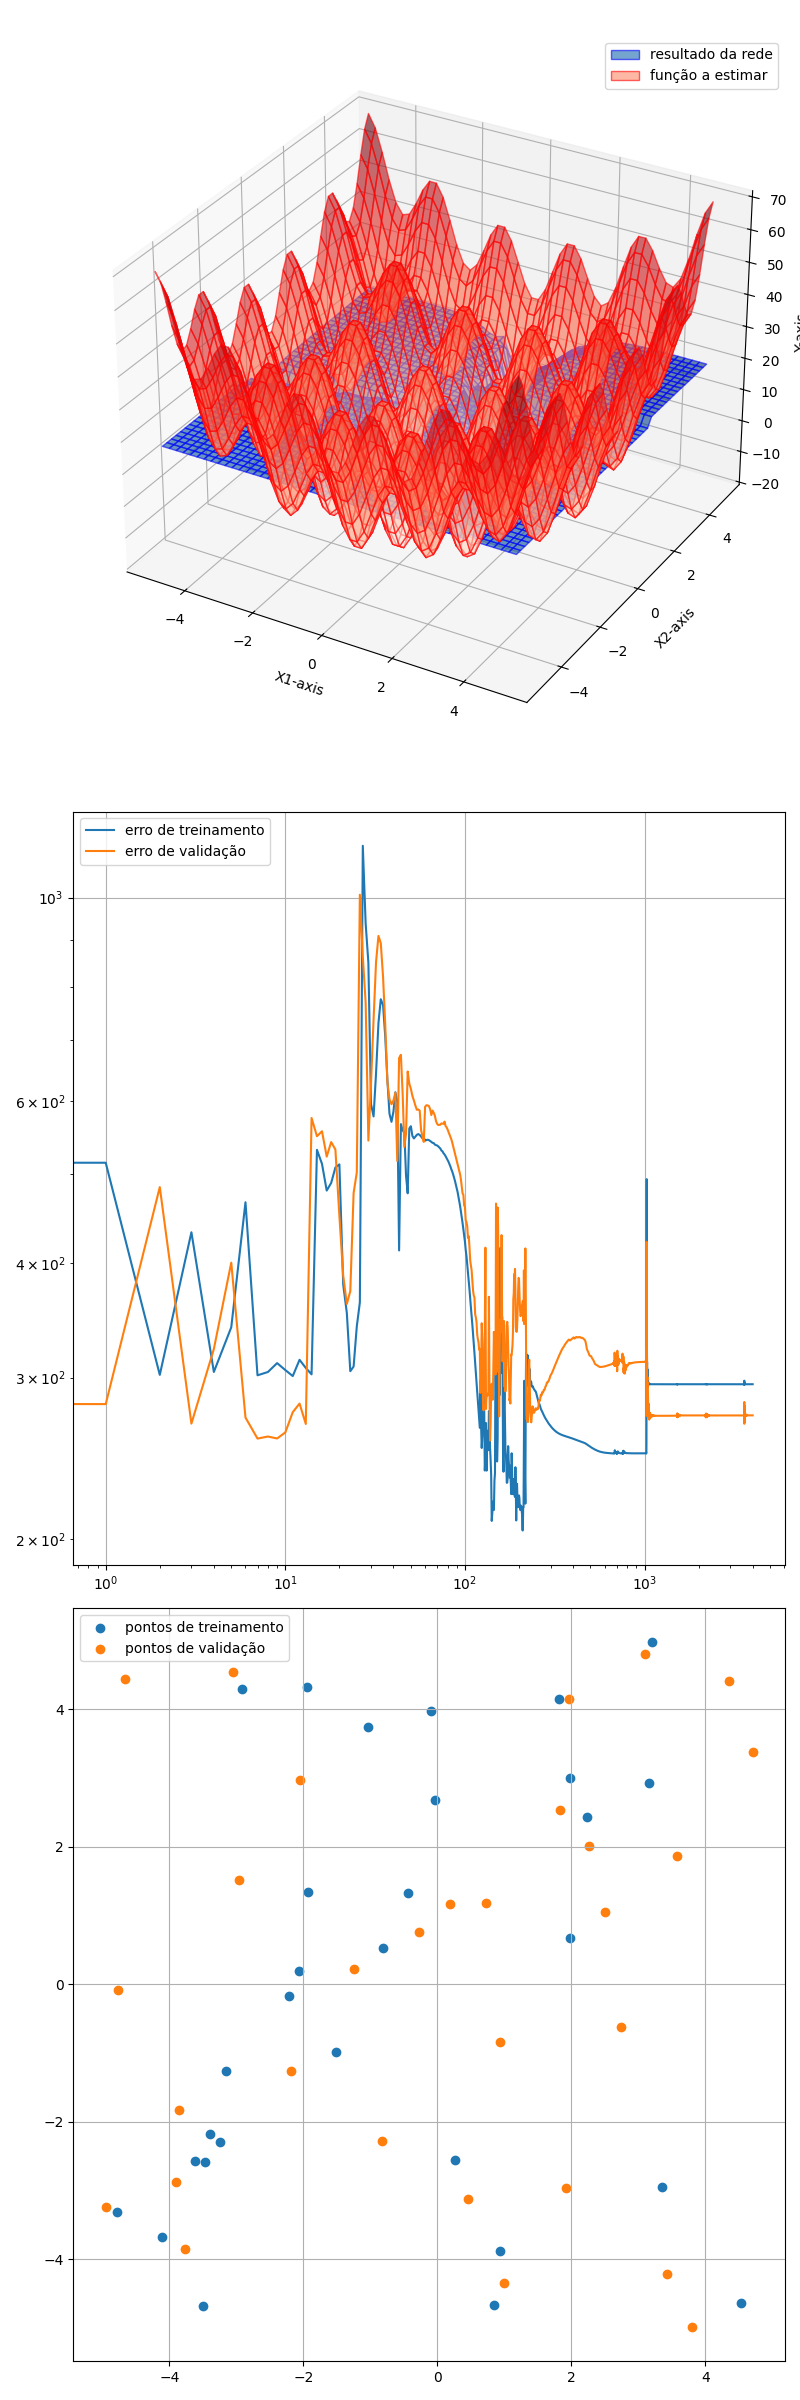 resultado da rede
função a estimar
70
60
50
40
30
20
10
0
−10
−20
−4
−2
0
2
4
X1-axis
−4
−2
0
2
4
X2-axis
erro de treinamento
erro de validação
10³
6 × 10²
4 × 10²
3 × 10²
2 × 10²
10⁰ 10¹ 10² 10³
pontos de treinamento
pontos de validação
4
2
0
−2
−4
−4 −2 0 2 4